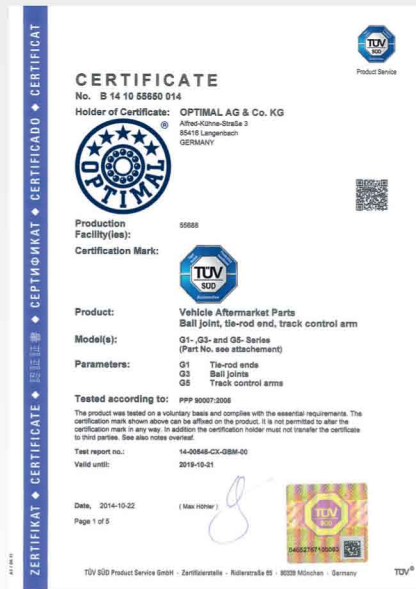 TÜV
SÜD
Product Service
CERTIFICATE
No. B 14 10 55650 014
Holder of Certificate: OPTIMAL AG & Co. KG
Alfred-Kühne-Straße 3
85416 Langenbach
GERMANY
OPTIMAL ®
Production
Facility(ies):
55688
Certification Mark:
TÜV
SÜD
Automotive
Product: Vehicle Aftermarket Parts
Ball joint, tie-rod end, track control arm
Model(s): G1- ,G3- and G5- Series
(Part No. see attachement)
Parameters: G1 Tie-rod ends
G3 Ball joints
G5 Track control arms
Tested according to: PPP 90007:2006
The product was tested on a voluntary basis and complies with the essential requirements. The
certification mark shown above can be affixed on the product. It is not permitted to alter the
certification mark in any way. In addition the certification holder must not transfer the certificate
to third parties. See also notes overleaf.
Test report no.: 14-00546-CX-GBM-00
Valid until: 2019-10-21
Date, 2014-10-22
( Max Höhler )
Page 1 of 5
TÜV
SÜD
TÜV SÜD Product Service GmbH · Zertifizierstelle · Ridlerstraße 65 · 80339 München · Germany
TÜV®
ZERTIFIKAT ◆ CERTIFICATE ◆ 認証證書 ◆ СЕРТИФИКАТ ◆ CERTIFICADO ◆ CERTIFICAT